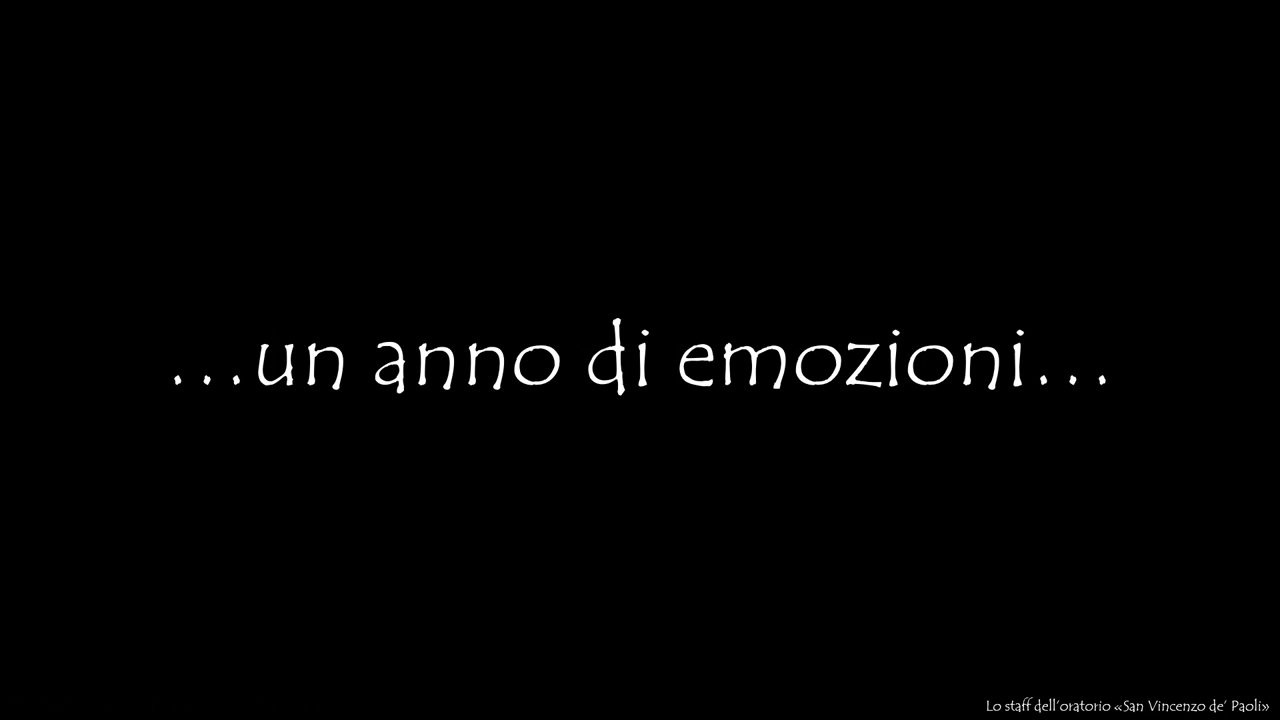 ...un anno di emozioni...
Lo staff dell'oratorio «San Vincenzo de' Paoli»